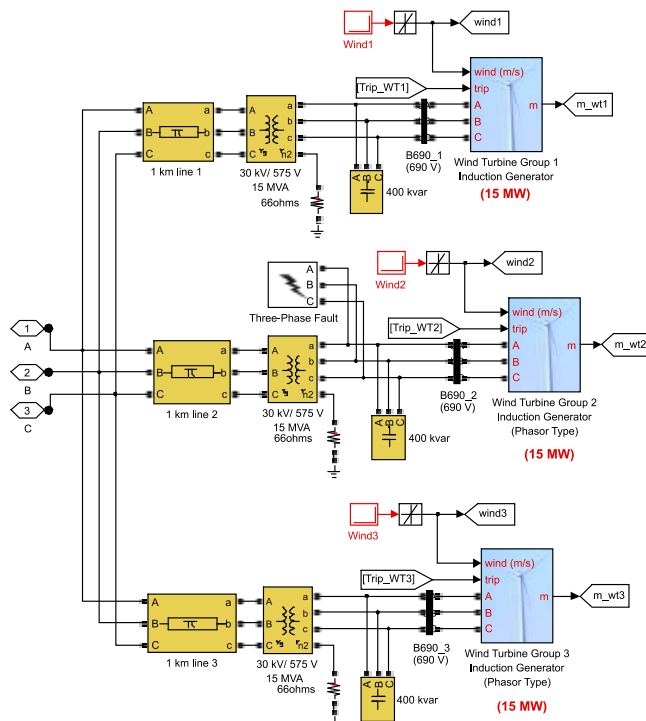 wind1
Wind1
wind (m/s)
[Trip_WT1]
trip
m
m_wt1
A a A a A
B π b B b B
C c C n2 c C
1 km line 1
30 kV/ 575 V
15 MVA
66ohms
A B C
400 kvar
B690_1
(690 V)
Wind Turbine Group 1
Induction Generator
(15 MW)
wind2
Wind2
A
B
C
Three-Phase Fault
wind (m/s)
[Trip_WT2]
trip
m
m_wt2
1
A
2
B
3
C
A a A a A
B π b B b B
C c C n2 c C
1 km line 2
30 kV/ 575 V
15 MVA
66ohms
A B C
400 kvar
B690_2
(690 V)
Wind Turbine Group 2
Induction Generator
(Phasor Type)
(15 MW)
wind3
Wind3
wind (m/s)
[Trip_WT3]
trip
m
m_wt3
A a A a A
B π b B b B
C c C n2 c C
1 km line 3
30 kV/ 575 V
15 MVA
66ohms
A B C
400 kvar
B690_3
(690 V)
Wind Turbine Group 3
Induction Generator
(Phasor Type)
(15 MW)